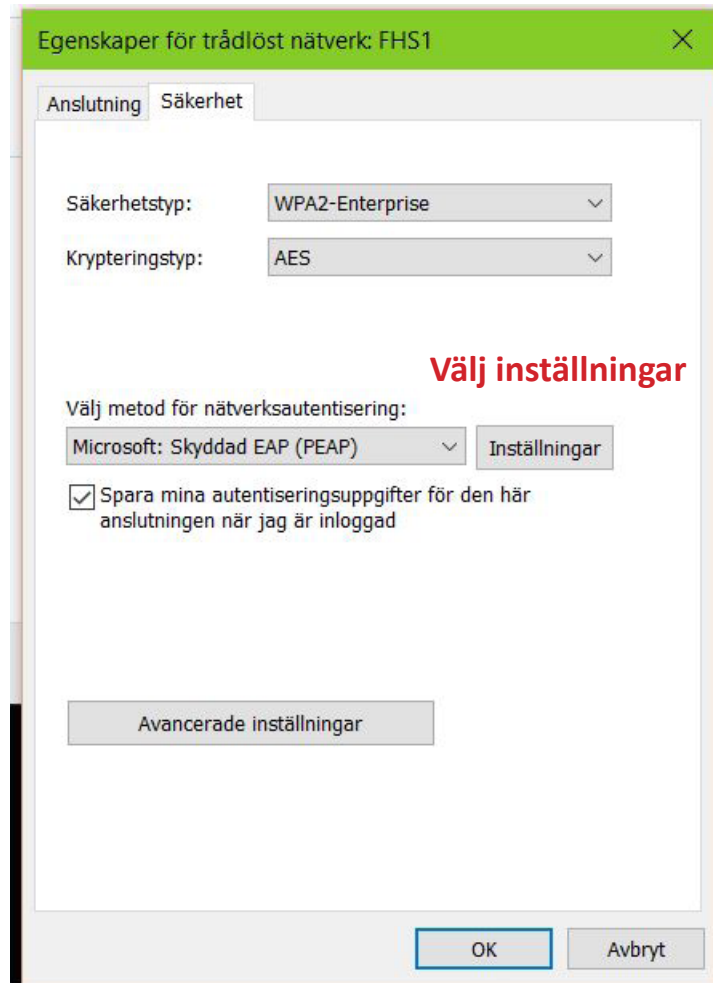 Egenskaper för trådlöst nätverk: FHS1
Anslutning Säkerhet
Säkerhetstyp: WPA2-Enterprise
Krypteringstyp: AES
Välj inställningar
Välj metod för nätverksautentisering:
Microsoft: Skyddad EAP (PEAP) Inställningar
Spara mina autentiseringsuppgifter för den här
anslutningen när jag är inloggad
Avancerade inställningar
OK Avbryt